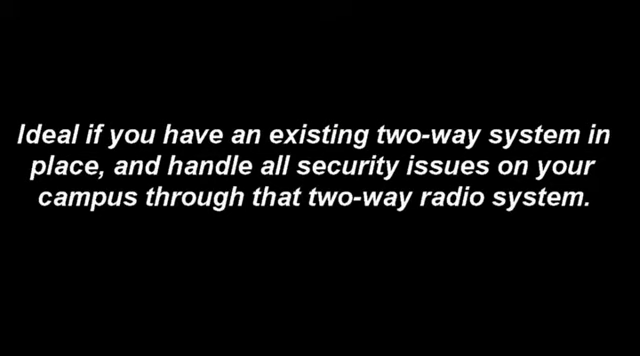 Ideal if you have an existing two-way system in
place, and handle all security issues on your
campus through that two-way radio system.